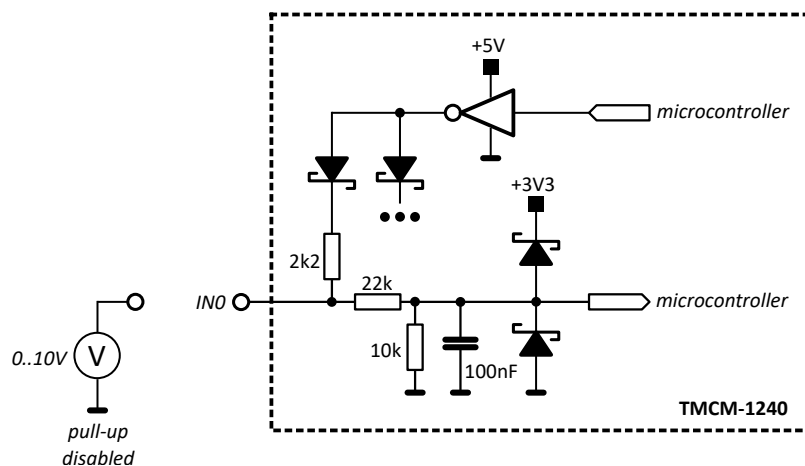 +5V
microcontroller
+3V3
2k2
22k
IN0
microcontroller
0..10V
V
10k
100nF
TMCM-1240
pull-up
disabled